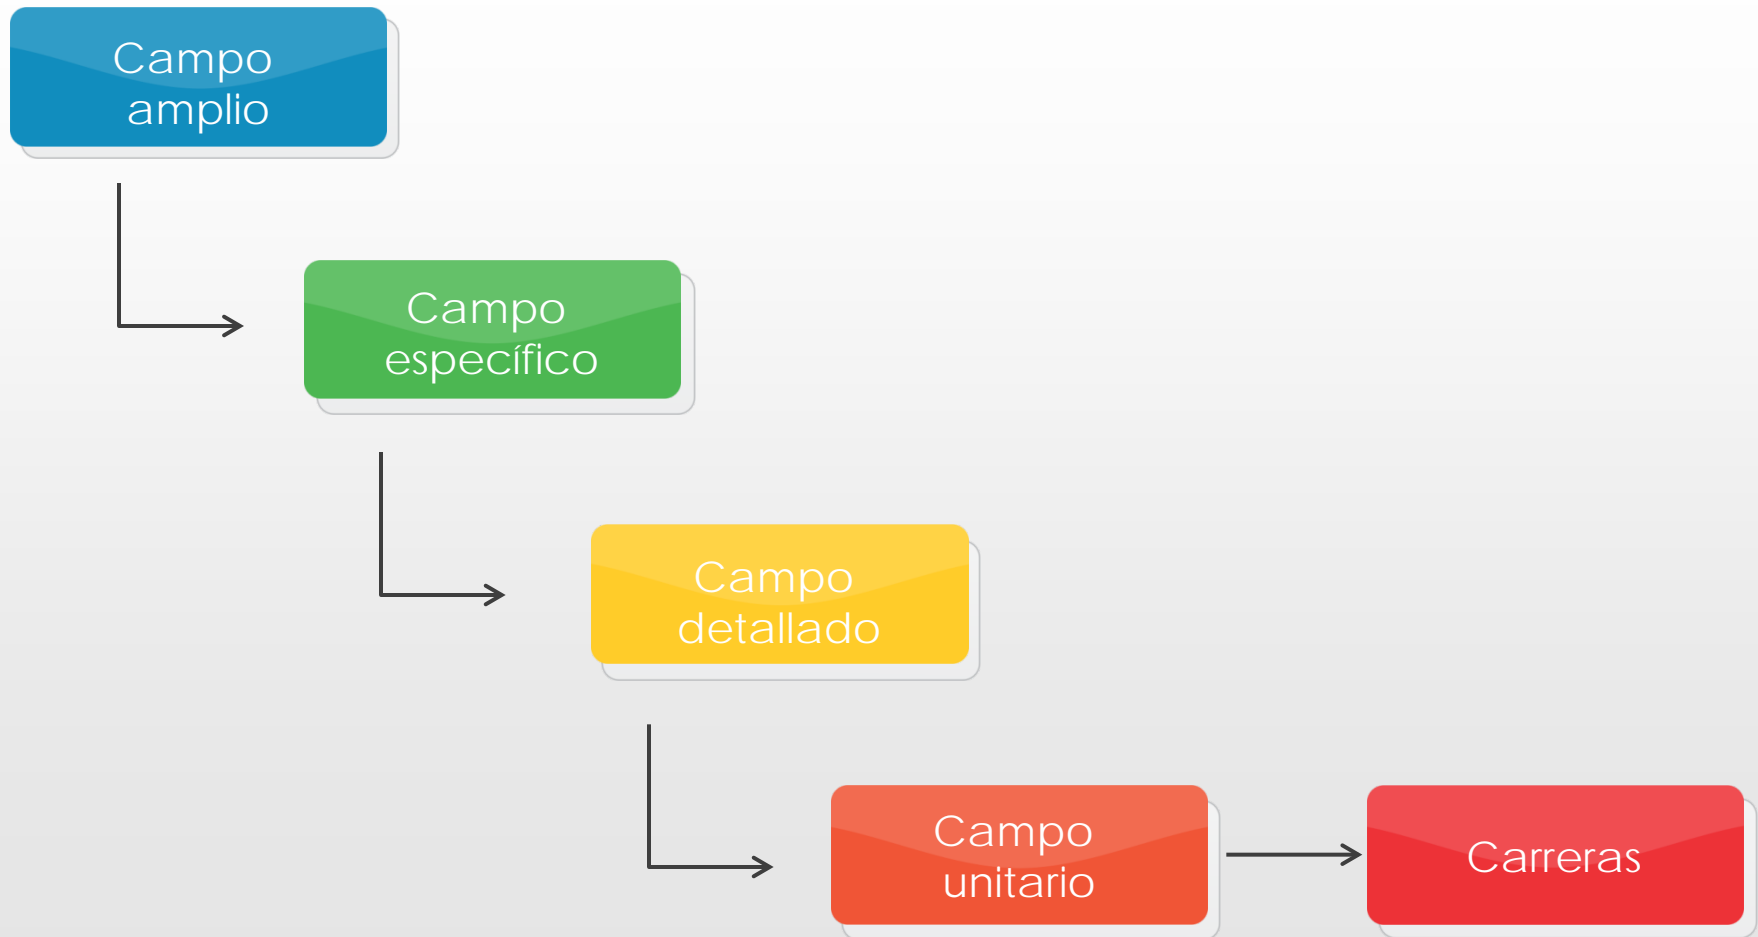 Campo
amplio
Campo
específico
Campo
detallado
Campo
unitario
Carreras